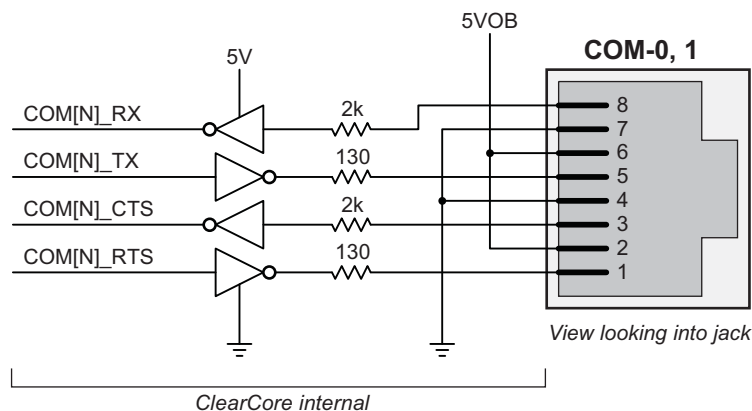 5VOB
COM-0, 1
5V
COM[N]_RX
2k
8
7
COM[N]_TX
130
6
5
COM[N]_CTS
2k
4
3
COM[N]_RTS
130
2
1
View looking into jack
ClearCore internal